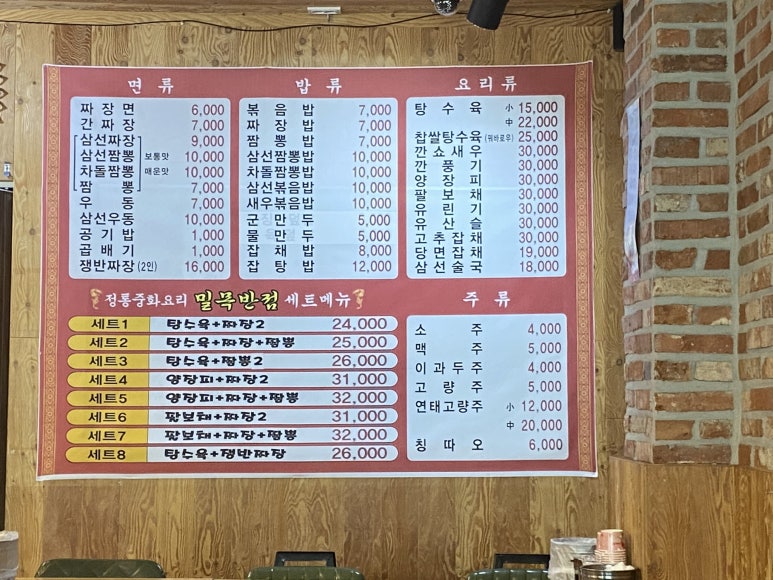 면류
짜장면 6,000
간짜장 7,000
삼선짜장 9,000
삼선짬뽕 보통맛 10,000
차돌짬뽕 매운맛 10,000
짬뽕 7,000
우동 7,000
삼선우동 10,000
공기밥 1,000
곱배기 1,000
쟁반짜장(2인) 16,000
밥류
볶음밥 7,000
짜장밥 7,000
짬뽕밥 7,000
삼선짬뽕밥 10,000
차돌짬뽕밥 10,000
삼선볶음밥 10,000
새우볶음밥 10,000
군만두 5,000
물만두 5,000
잡채밥 8,000
잡탕밥 12,000
요리류
탕수육 小 15,000
中 22,000
찹쌀탕수육(꿔바로우) 25,000
깐쇼새우 30,000
깐풍기 30,000
양장피 30,000
팔보채 30,000
유린기 30,000
유산슬 30,000
고추잡채 30,000
당면잡채 19,000
삼선술국 18,000
정통중화요리 밀묵반점 세트메뉴
세트1 탕수육+짜장2 24,000
세트2 탕수육+짜장+짬뽕 25,000
세트3 탕수육+짬뽕2 26,000
세트4 양장피+짜장2 31,000
세트5 양장피+짜장+짬뽕 32,000
세트6 팔보채+짜장2 31,000
세트7 팔보채+짜장+짬뽕 32,000
세트8 탕수육+쟁반짜장 26,000
주류
소주 4,000
맥주 5,000
이과두주 4,000
고량주 5,000
연태고량주 小 12,000
中 20,000
칭따오 6,000